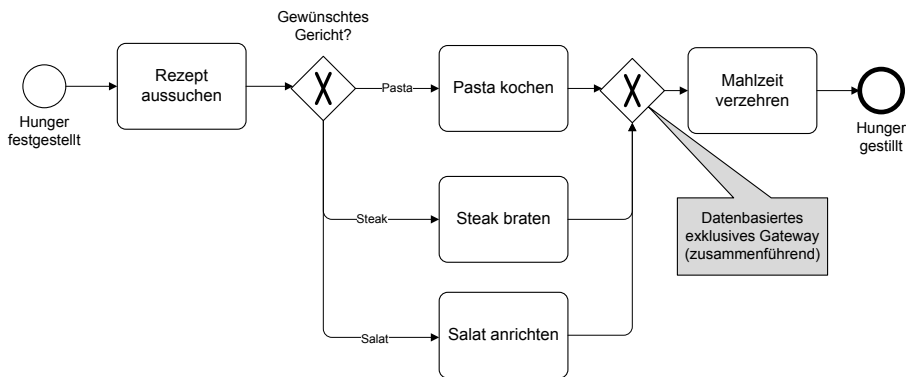 Gewünschtes
Gericht?
Rezept
aussuchen
X
Pasta
Pasta kochen
X
Mahlzeit
verzehren
Hunger
festgestellt
Hunger
gestillt
Steak
Steak braten
Datenbasiertes
exklusives Gateway
(zusammenführend)
Salat
Salat anrichten